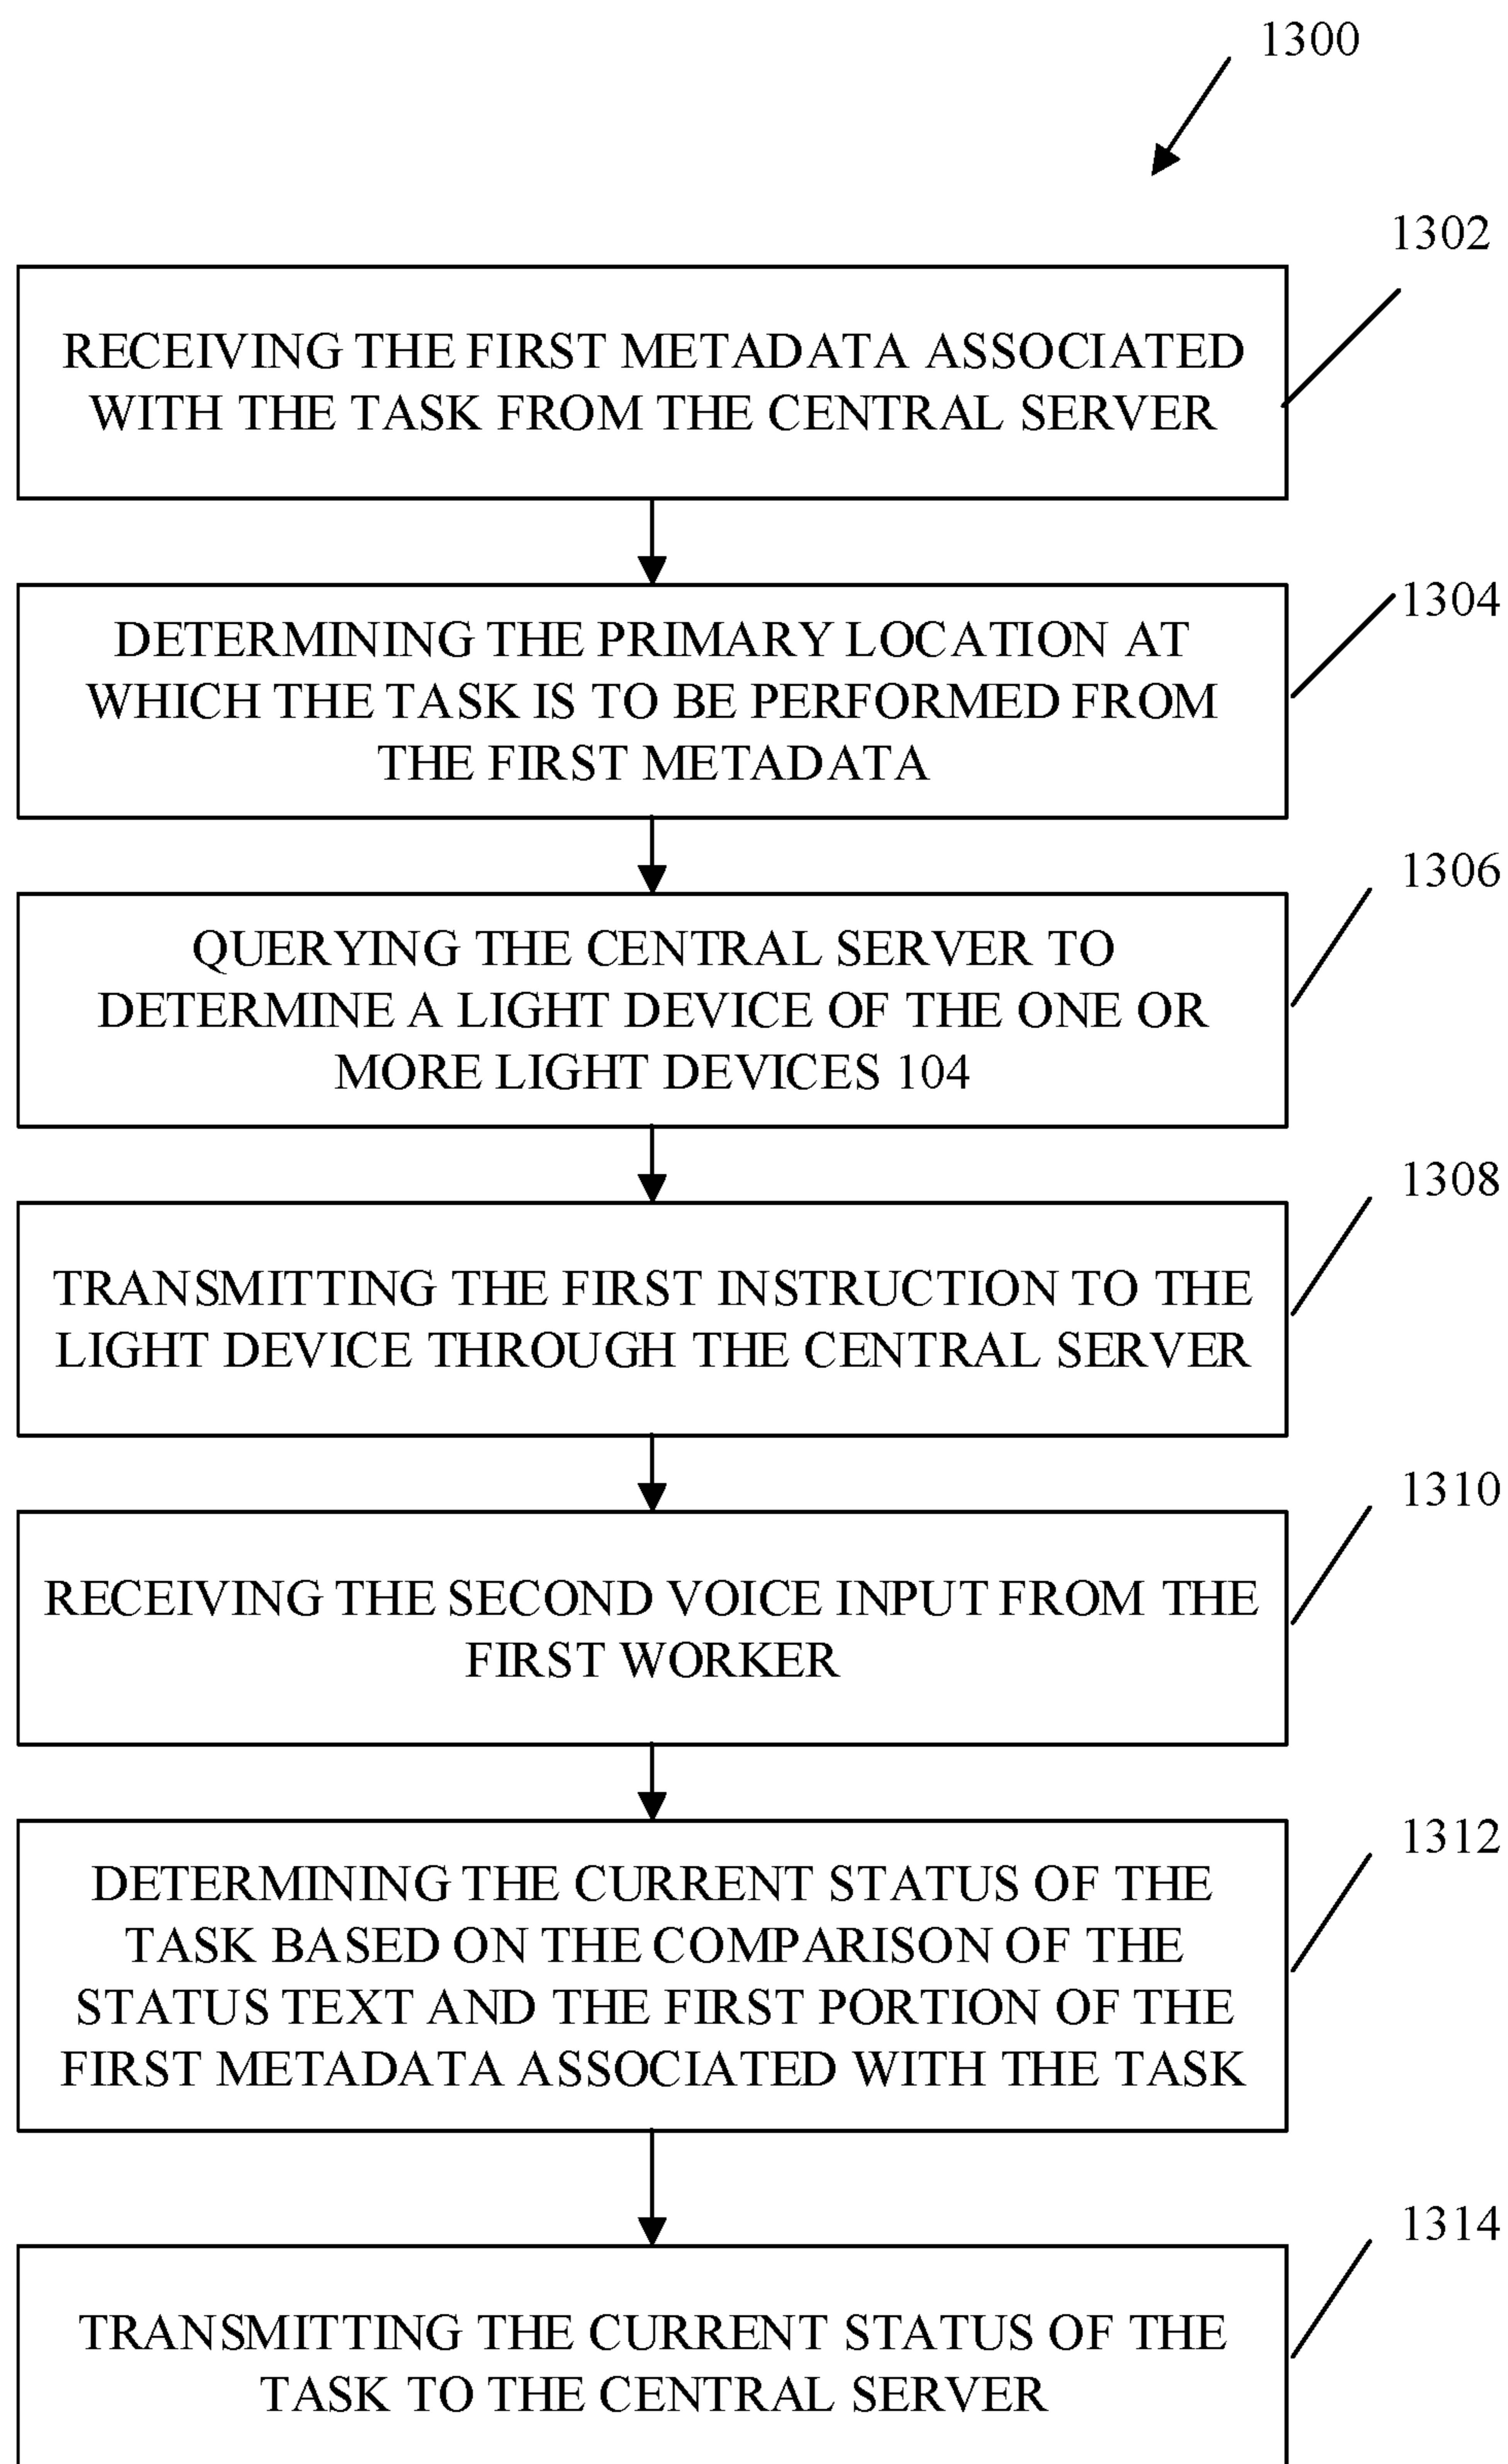 1300
1302
RECEIVING THE FIRST METADATA ASSOCIATED
WITH THE TASK FROM THE CENTRAL SERVER
1304
DETERMINING THE PRIMARY LOCATION AT
WHICH THE TASK IS TO BE PERFORMED FROM
THE FIRST METADATA
1306
QUERYING THE CENTRAL SERVER TO
DETERMINE A LIGHT DEVICE OF THE ONE OR
MORE LIGHT DEVICES 104
1308
TRANSMITTING THE FIRST INSTRUCTION TO THE
LIGHT DEVICE THROUGH THE CENTRAL SERVER
1310
RECEIVING THE SECOND VOICE INPUT FROM THE
FIRST WORKER
1312
DETERMINING THE CURRENT STATUS OF THE
TASK BASED ON THE COMPARISON OF THE
STATUS TEXT AND THE FIRST PORTION OF THE
FIRST METADATA ASSOCIATED WITH THE TASK
1314
TRANSMITTING THE CURRENT STATUS OF THE
TASK TO THE CENTRAL SERVER